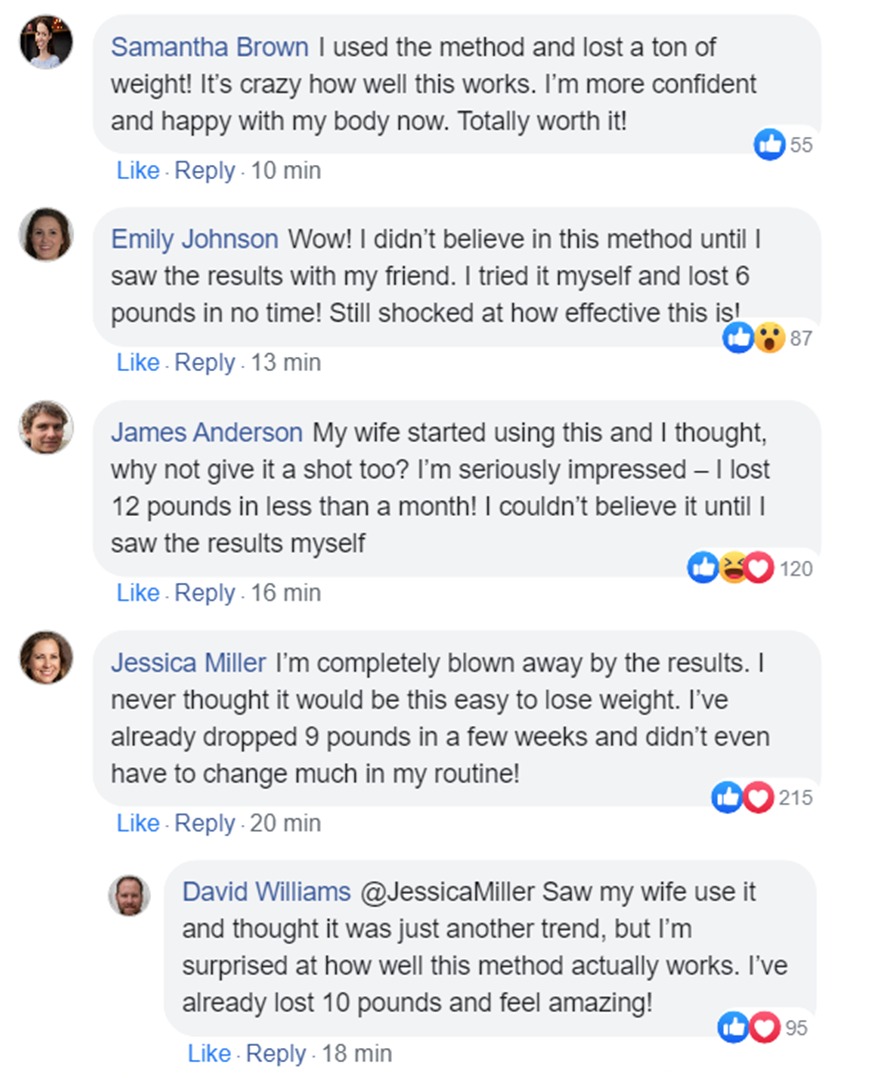 Samantha Brown I used the method and lost a ton of
weight! It’s crazy how well this works. I’m more confident
and happy with my body now. Totally worth it!
55
Like · Reply · 10 min
Emily Johnson Wow! I didn’t believe in this method until I
saw the results with my friend. I tried it myself and lost 6
pounds in no time! Still shocked at how effective this is!
87
Like · Reply · 13 min
James Anderson My wife started using this and I thought,
why not give it a shot too? I’m seriously impressed – I lost
12 pounds in less than a month! I couldn’t believe it until I
saw the results myself
120
Like · Reply · 16 min
Jessica Miller I’m completely blown away by the results. I
never thought it would be this easy to lose weight. I’ve
already dropped 9 pounds in a few weeks and didn’t even
have to change much in my routine!
215
Like · Reply · 20 min
David Williams @JessicaMiller Saw my wife use it
and thought it was just another trend, but I’m
surprised at how well this method actually works. I’ve
already lost 10 pounds and feel amazing!
95
Like · Reply · 18 min